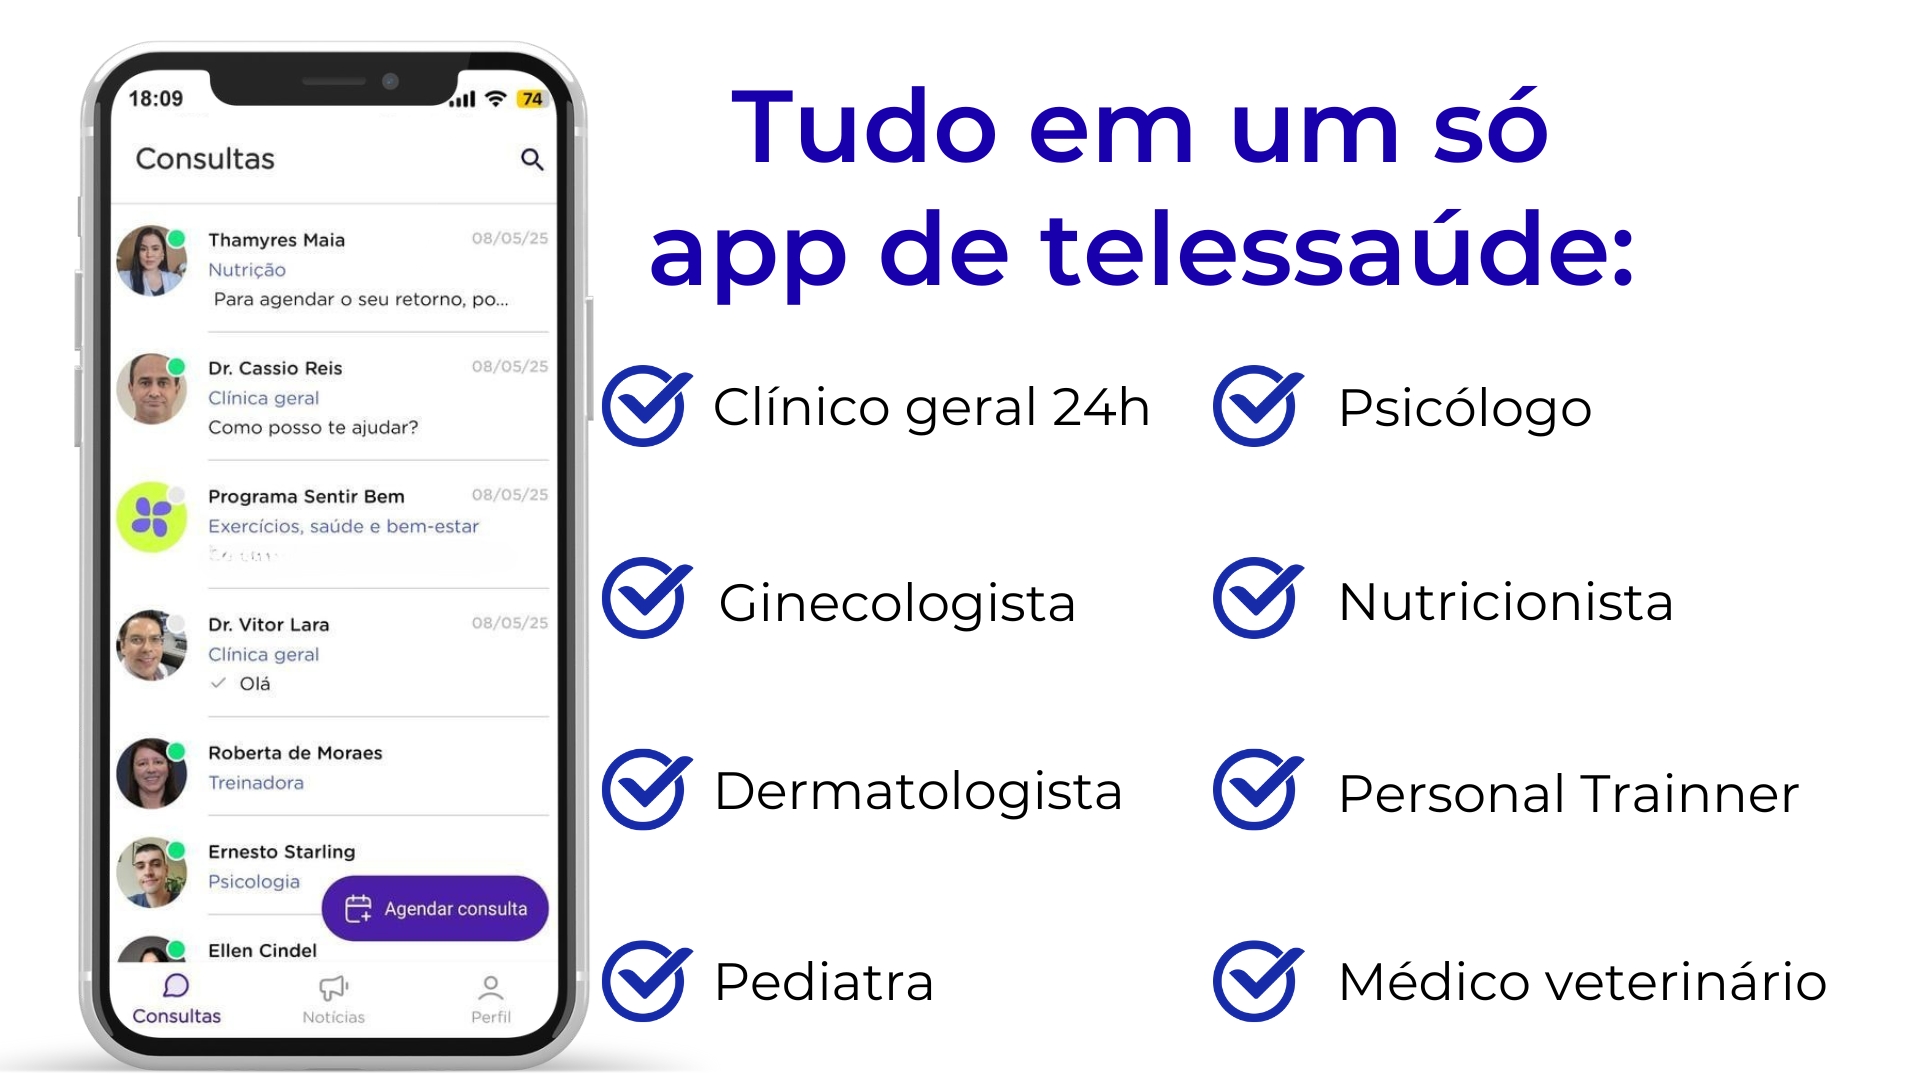 18:09
74
Consultas
Thamyres Maia
08/05/25
Nutrição
Para agendar o seu retorno, po...
Dr. Cassio Reis
08/05/25
Clínica geral
Como posso te ajudar?
Programa Sentir Bem
08/05/25
Exercícios, saúde e bem-estar
Dr. Vitor Lara
08/05/25
Clínica geral
Olá
Roberta de Moraes
Treinadora
Ernesto Starling
Psicologia
Agendar consulta
Ellen Cindel
Consultas
Notícias
Perfil
Tudo em um só
app de telessaúde:
Clínico geral 24h
Psicólogo
Ginecologista
Nutricionista
Dermatologista
Personal Trainner
Pediatra
Médico veterinário